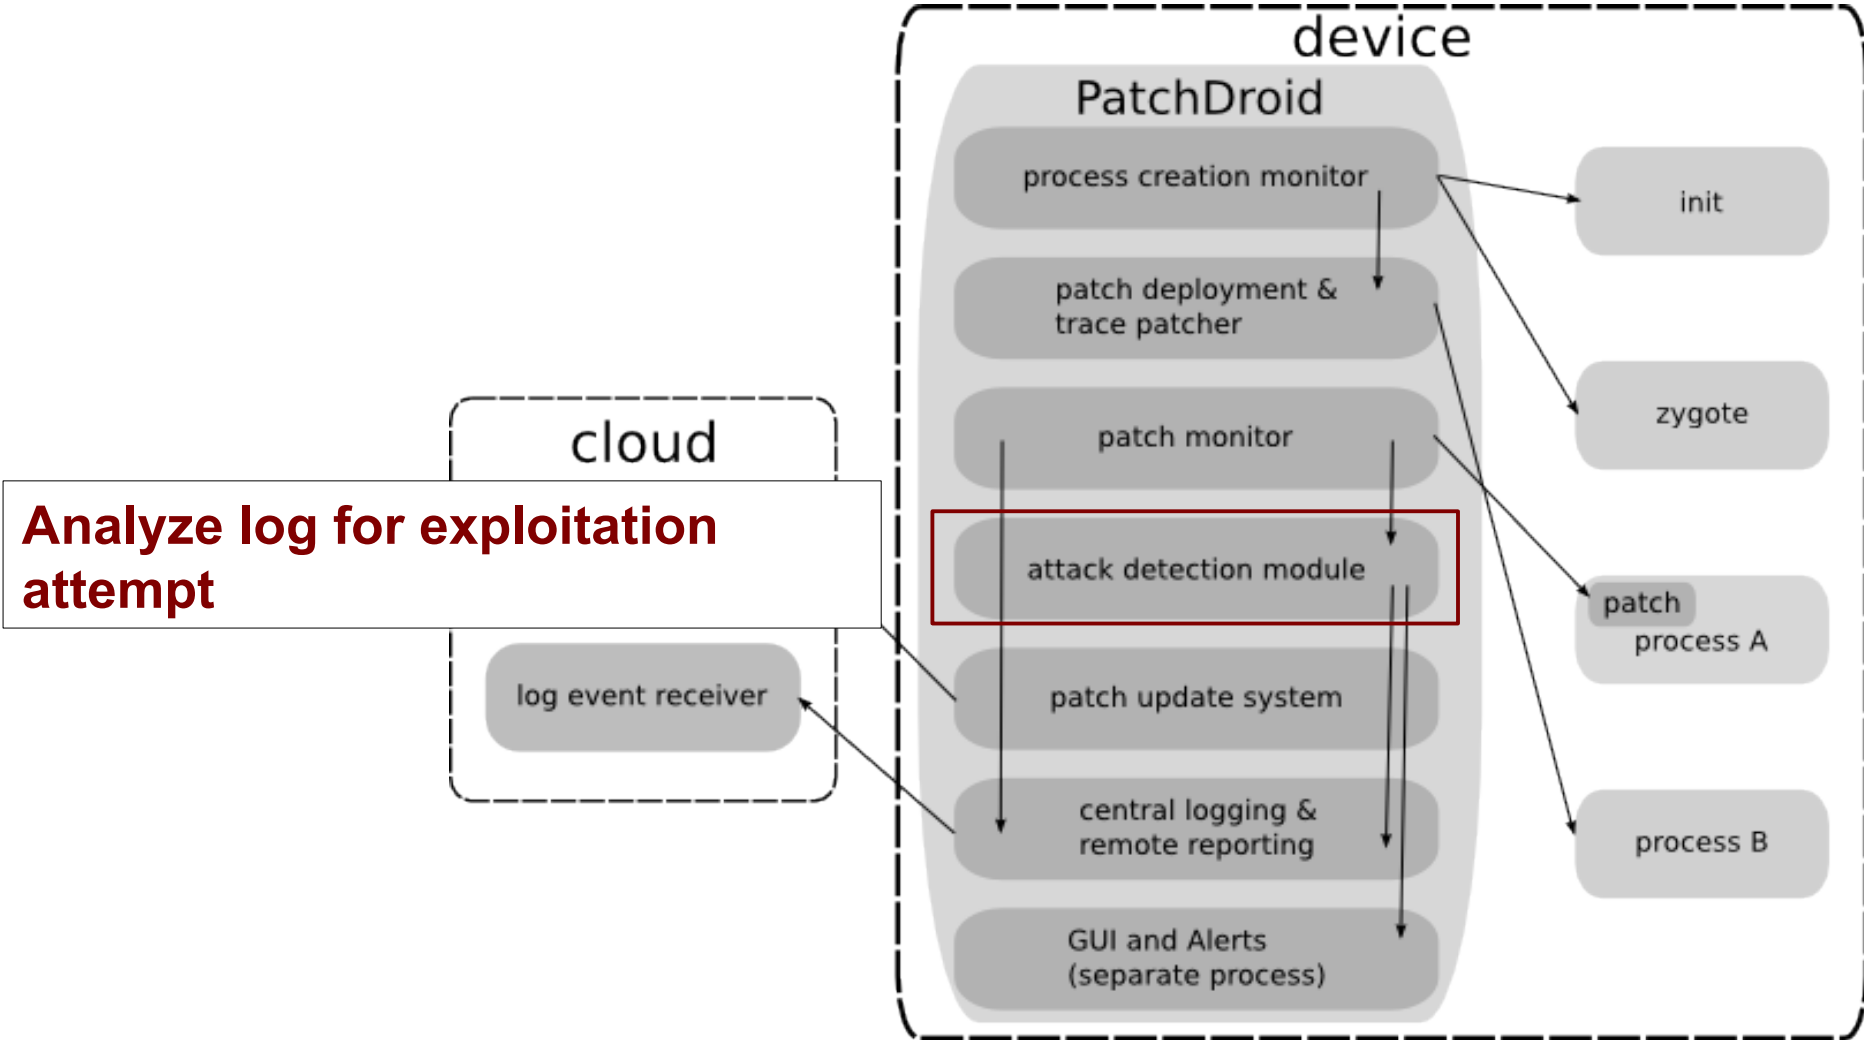 device
PatchDroid
process creation monitor
init
patch deployment &
trace patcher
zygote
patch monitor
cloud
Analyze log for exploitation
attempt
attack detection module
patch
process A
log event receiver
patch update system
central logging &
remote reporting
process B
GUI and Alerts
(separate process)